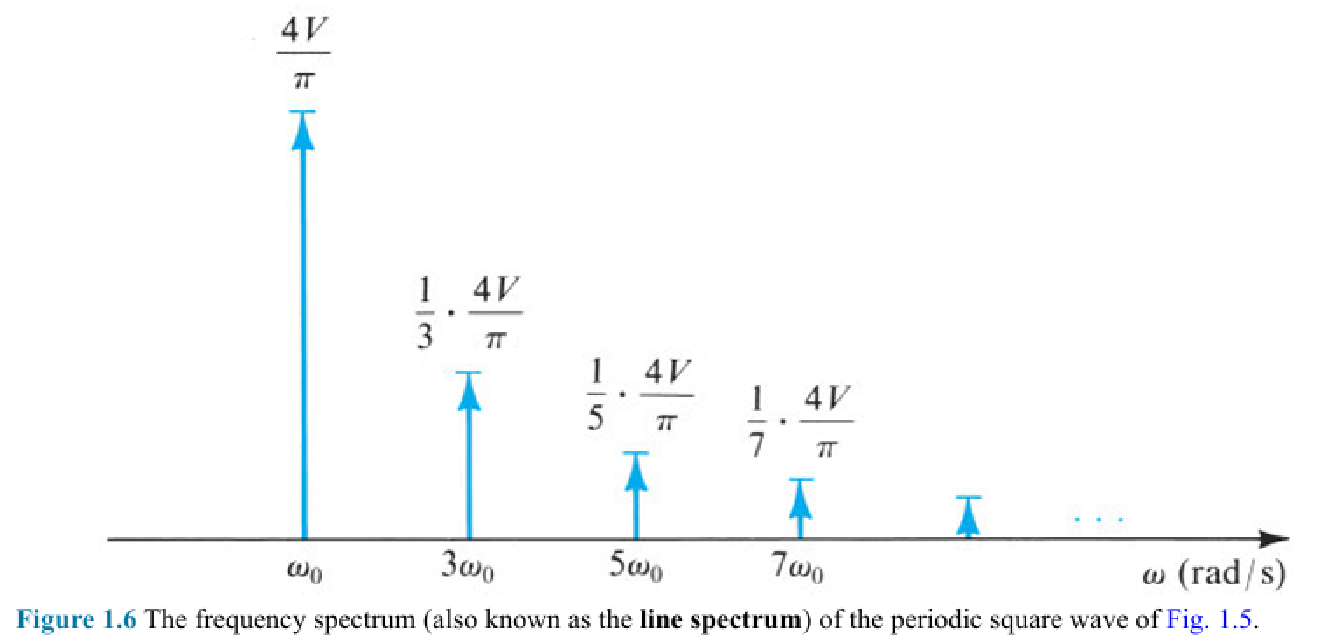 4V
π
1/3 · 4V/π
1/5 · 4V/π
1/7 · 4V/π
. . .
ω₀
3ω₀
5ω₀
7ω₀
ω (rad/s)
Figure 1.6 The frequency spectrum (also known as the line spectrum) of the periodic square wave of Fig. 1.5.